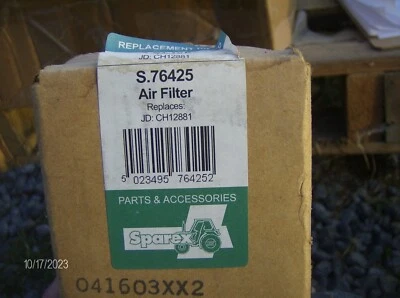 REPLACEMENT
JD: CH12881
S.76425
Air Filter
Replaces:
JD: CH12881
5 023495 764252
PARTS & ACCESSORIES
Sparex
10/17/2023
041603XX2